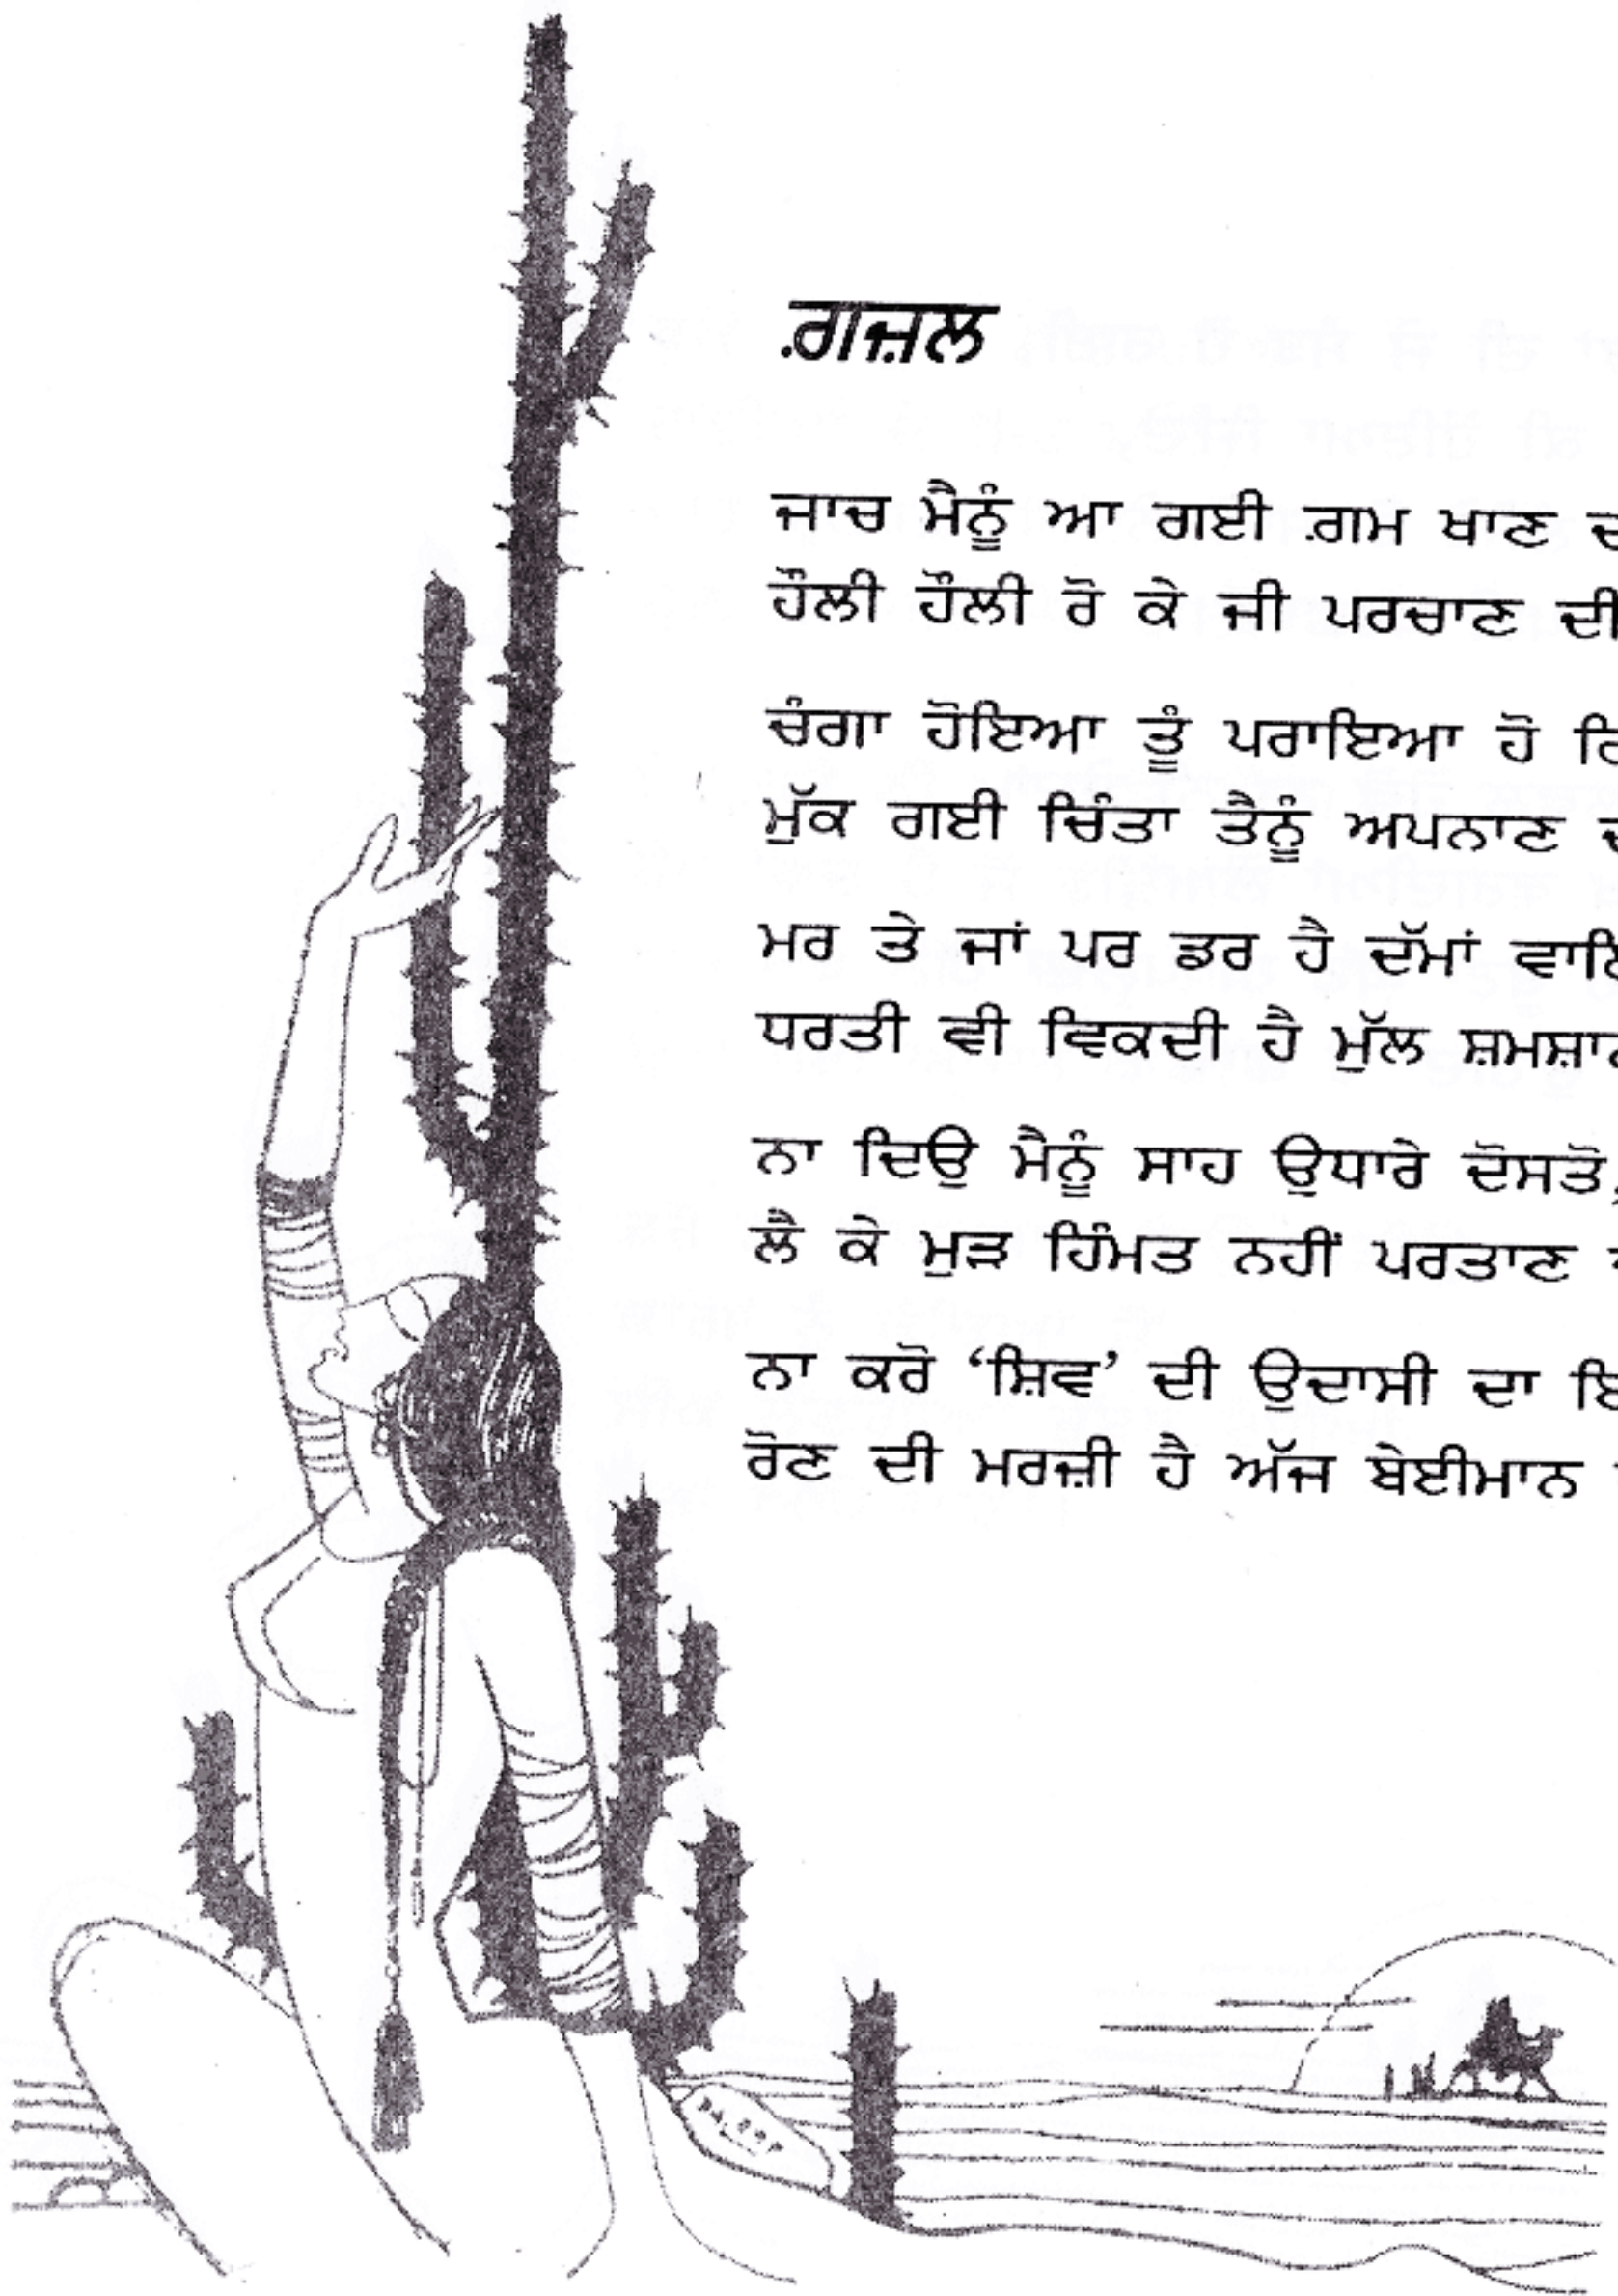 ਗ਼ਜ਼ਲ
ਜਾਚ ਮੈਨੂੰ ਆ ਗਈ ਗ਼ਮ ਖਾਣ
ਹੌਲੀ ਹੌਲੀ ਰੋ ਕੇ ਜੀ ਪਰਚਾਣ ਦੀ
ਚੰਗਾ ਹੋਇਆ ਤੂੰ ਪਰਾਇਆ ਹੋ
ਮੁੱਕ ਗਈ ਚਿੰਤਾ ਤੈਨੂੰ ਅਪਨਾਣ
ਮਰ ਤੇ ਜਾਂ ਪਰ ਡਰ ਹੈ ਦੱਮਾਂ
ਧਰਤੀ ਵੀ ਵਿਕਦੀ ਹੈ ਮੁੱਲ
ਨਾ ਦਿਉ ਮੈਨੂੰ ਸਾਹ ਉਧਾਰੇ ਦੋਸਤੋ,
ਲੈ ਕੇ ਮੁੜ ਹਿੰਮਤ ਨਹੀਂ ਪਰਤਾਣ
ਨਾ ਕਰੋ ‘ਸ਼ਿਵ’ ਦੀ ਉਦਾਸੀ ਦਾ
ਰੋਣ ਦੀ ਮਰਜ਼ੀ ਹੈ ਅੱਜ ਬੇਈਮਾਨ